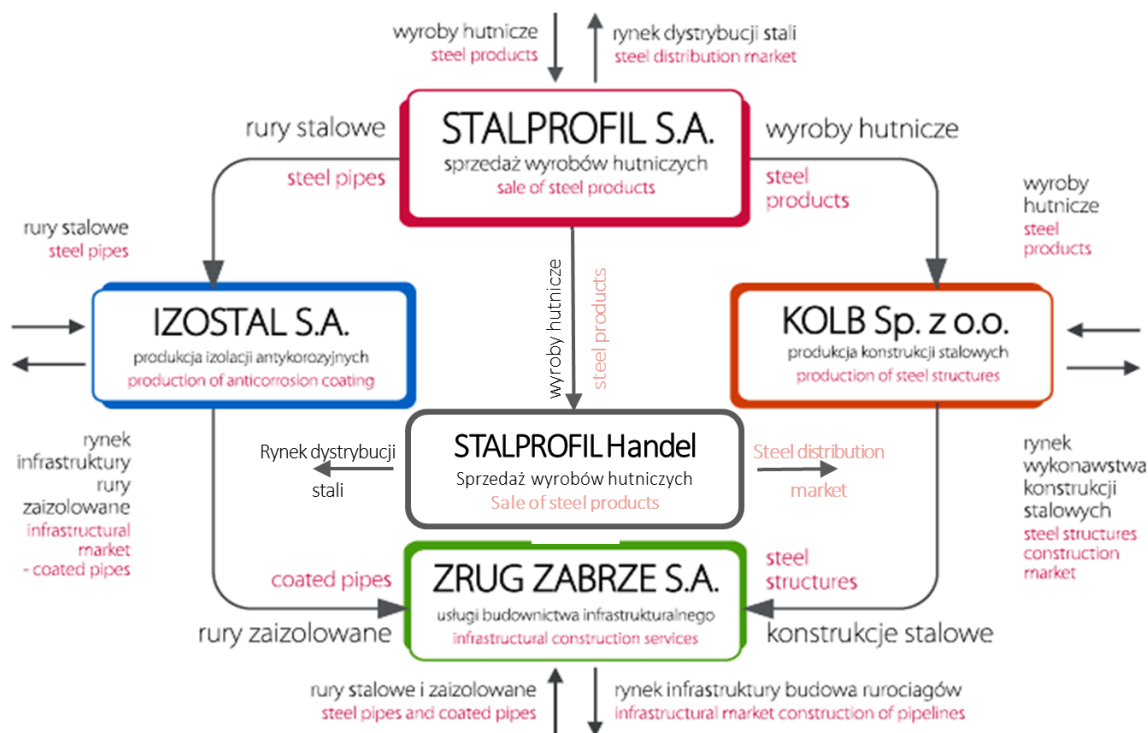 wyroby hutnicze
steel products
rynek dystrybucji stali
steel distribution market
rury stalowe
steel pipes
STALPROFIL S.A.
sprzedaż wyrobów hutniczych
sale of steel products
wyroby hutnicze
steel
products
rury stalowe
steel pipes
wyroby
hutnicze
steel
products
wyroby hutnicze
steel products
IZOSTAL S.A.
produkcja izolacji antykorozyjnych
production of anticorrosion coating
KOLB Sp. z o.o.
produkcja konstrukcji stalowych
production of steel structures
rynek
infrastruktury
rury
zaizolowane
infrastructural
market
- coated pipes
Rynek dystrybucji
stali
STALPROFIL Handel
Sprzedaż wyrobów hutniczych
Sale of steel products
Steel distribution
market
rynek
wykonawstwa
konstrukcji
stalowych
steel structures
construction
market
coated pipes
rury zaizolowane
ZRUG ZABRZE S.A.
usługi budownictwa infrastrukturalnego
infrastructural construction services
steel
structures
konstrukcje stalowe
rury stalowe i zaizolowane
steel pipes and coated pipes
rynek infrastruktury budowa rurociągów
infrastructural market construction of pipelines